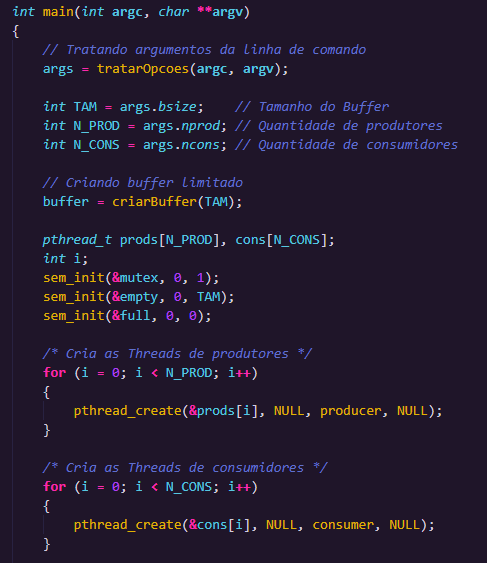 int main(int argc, char **argv)
{
    // Tratando argumentos da linha de comando
    args = tratarOpcoes(argc, argv);

    int TAM = args.bsize;    // Tamanho do Buffer
    int N_PROD = args.nprod; // Quantidade de produtores
    int N_CONS = args.ncons; // Quantidade de consumidores

    // Criando buffer limitado
    buffer = criarBuffer(TAM);

    pthread_t prods[N_PROD], cons[N_CONS];
    int i;
    sem_init(&mutex, 0, 1);
    sem_init(&empty, 0, TAM);
    sem_init(&full, 0, 0);

    /* Cria as Threads de produtores */
    for (i = 0; i < N_PROD; i++)
    {
        pthread_create(&prods[i], NULL, producer, NULL);
    }

    /* Cria as Threads de consumidores */
    for (i = 0; i < N_CONS; i++)
    {
        pthread_create(&cons[i], NULL, consumer, NULL);
    }